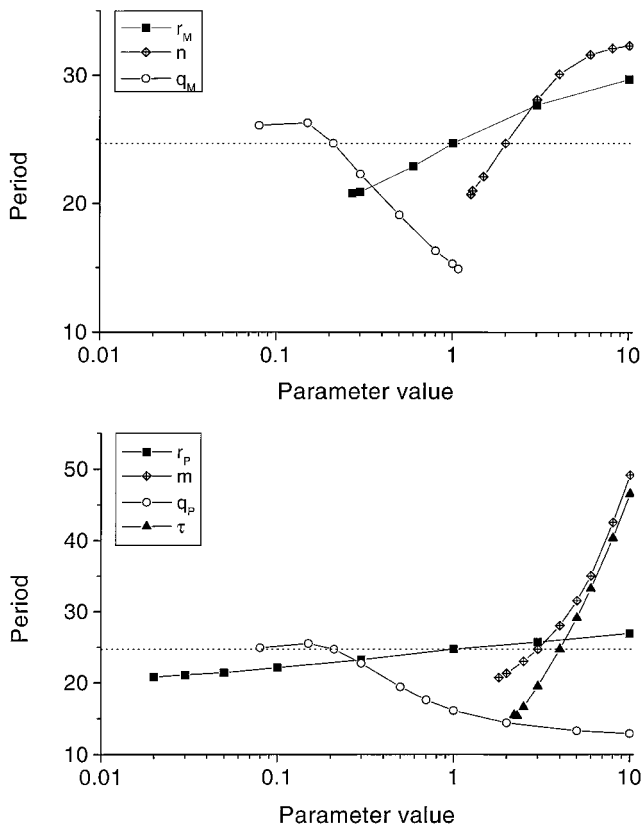 r_M
n
q_M
30
20
10
Period
0.01 0.1 1 10
Parameter value
r_P
m
q_P
τ
50
40
30
20
10
Period
0.01 0.1 1 10
Parameter value